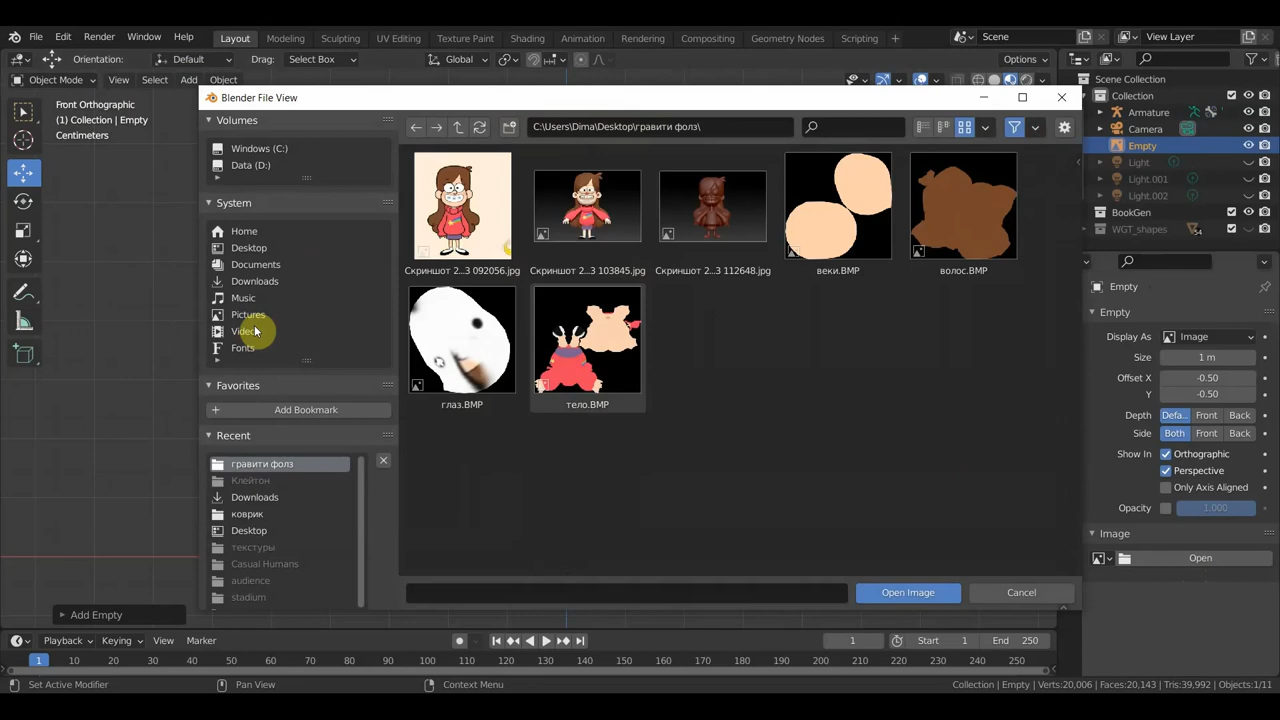 File Edit Render Window Help Layout Modeling Sculpting UV Editing Texture Paint Shading Animation Rendering Compositing Geometry Nodes Scripting + Scene View Layer
Orientation: Default Drag: Select Box Global Options
Object Mode View Select Add Object
Front Orthographic
(1) Collection | Empty
Centimeters
Blender File View
Volumes
Windows (C:)
Data (D:)
System
Home
Desktop
Documents
Downloads
Music
Pictures
Fonts
Favorites
Add Bookmark
Recent
гравити фолз
Клейтон
Downloads
коврик
Desktop
текстуры
Casual Humans
audience
stadium
C:\Users\Dima\Desktop\гравити фолз\
Скриншот 2...3 092056.jpg
Скриншот 2...3 103845.jpg
Скриншот 2...3 112648.jpg
веки.BMP
волос.BMP
глаз.BMP
тело.BMP
Open Image
Cancel
Scene Collection
Collection
Armature
Camera
Empty
Light
Light.001
Light.002
BookGen
WGT_shapes
Empty
Empty
Display As Image
Size 1 m
Offset X -0.50
Y -0.50
Depth Defa... Front Back
Side Both Front Back
Show In Orthographic
Perspective
Only Axis Aligned
Opacity 1.000
Image
Open
Add Empty
Playback Keying View Marker 1 Start 1 End 250
1 10 20 30 40 50 60 70 80 90 100 110 120 130 140 150 160 170 180 190 200 210 220 230 240 250
Set Active Modifier Pan View Context Menu Collection | Empty | Verts:20,006 | Faces:20,143 | Tris:39,992 | Objects:1/11